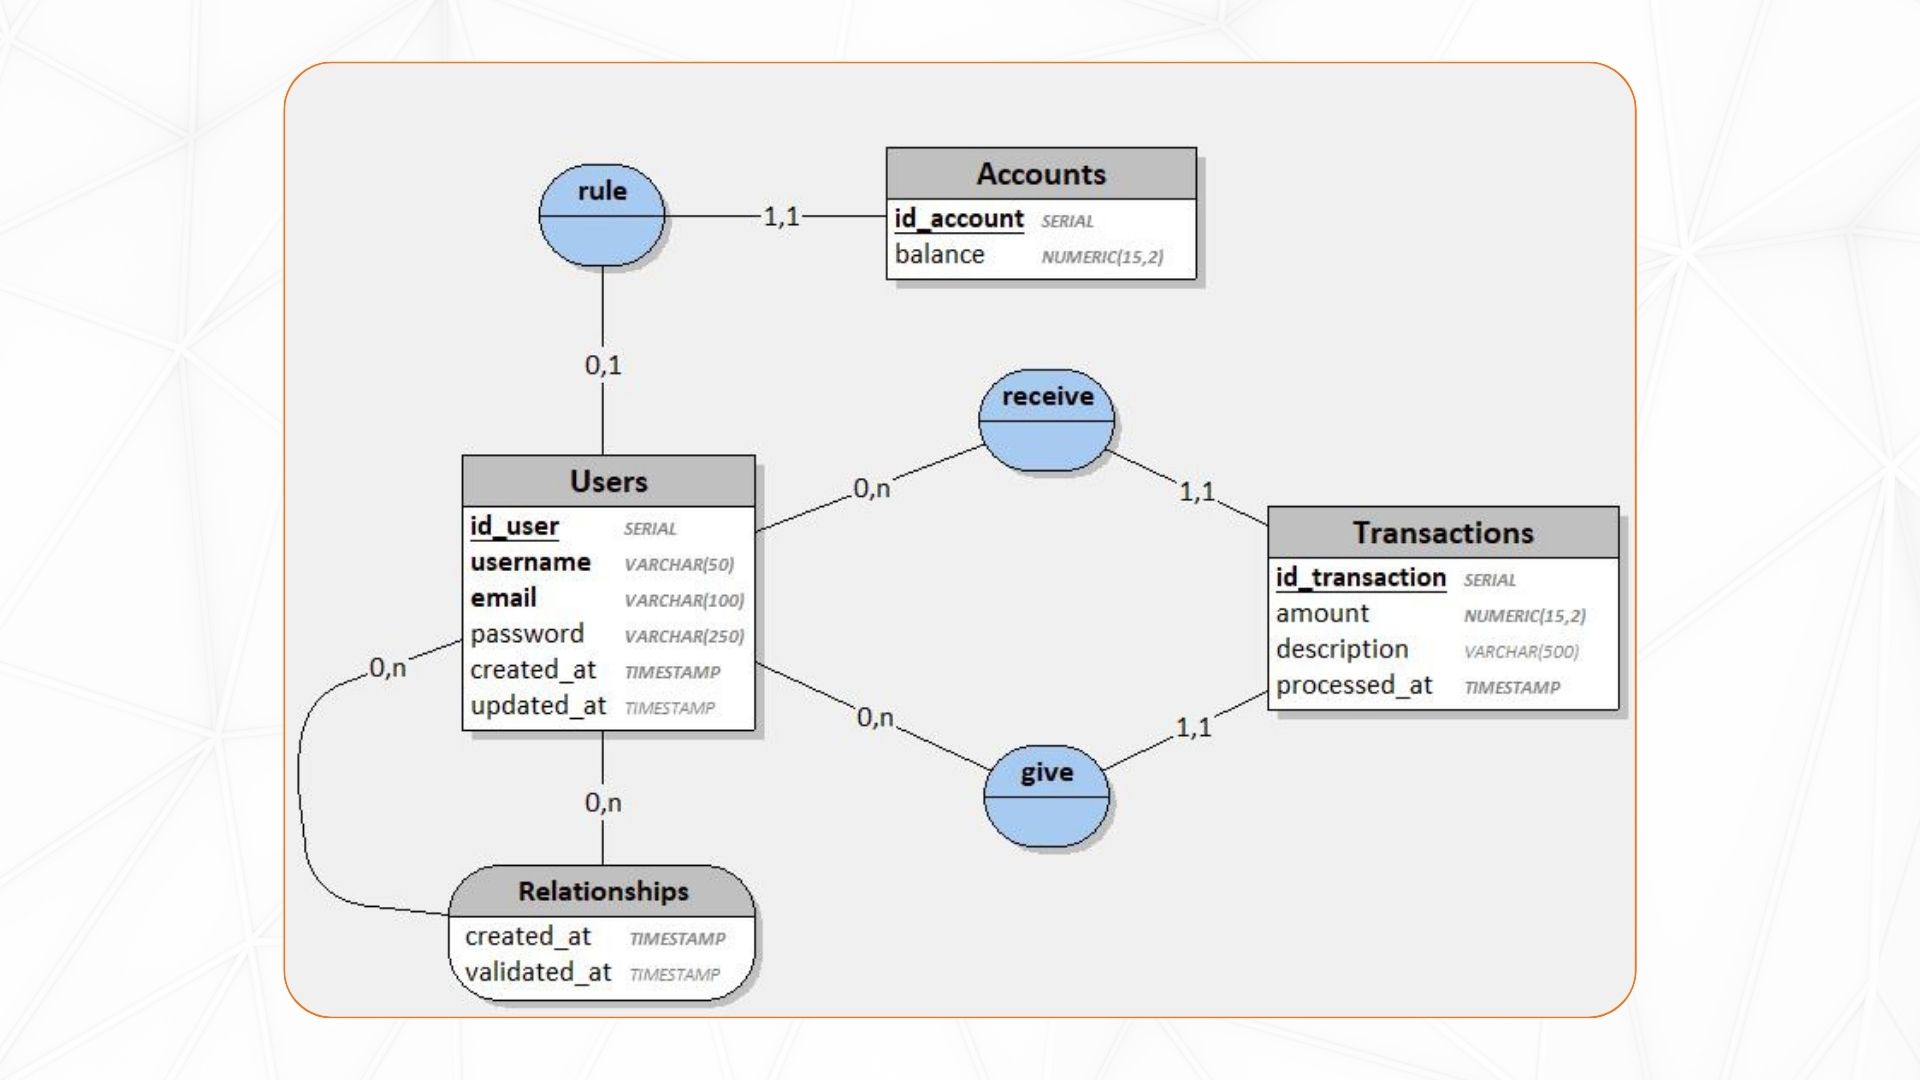 rule
1,1
Accounts
id_account SERIAL
balance NUMERIC(15,2)
0,1
receive
0,n
1,1
Users
id_user SERIAL
username VARCHAR(50)
email VARCHAR(100)
password VARCHAR(250)
created_at TIMESTAMP
updated_at TIMESTAMP
Transactions
id_transaction SERIAL
amount NUMERIC(15,2)
description VARCHAR(500)
processed_at TIMESTAMP
0,n
0,n
1,1
give
0,n
Relationships
created_at TIMESTAMP
validated_at TIMESTAMP